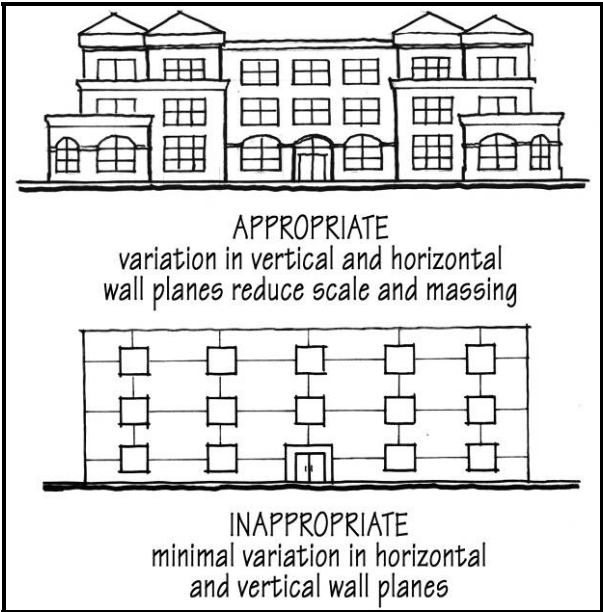 APPROPRIATE
variation in vertical and horizontal
wall planes reduce scale and massing
INAPPROPRIATE
minimal variation in horizontal
and vertical wall planes